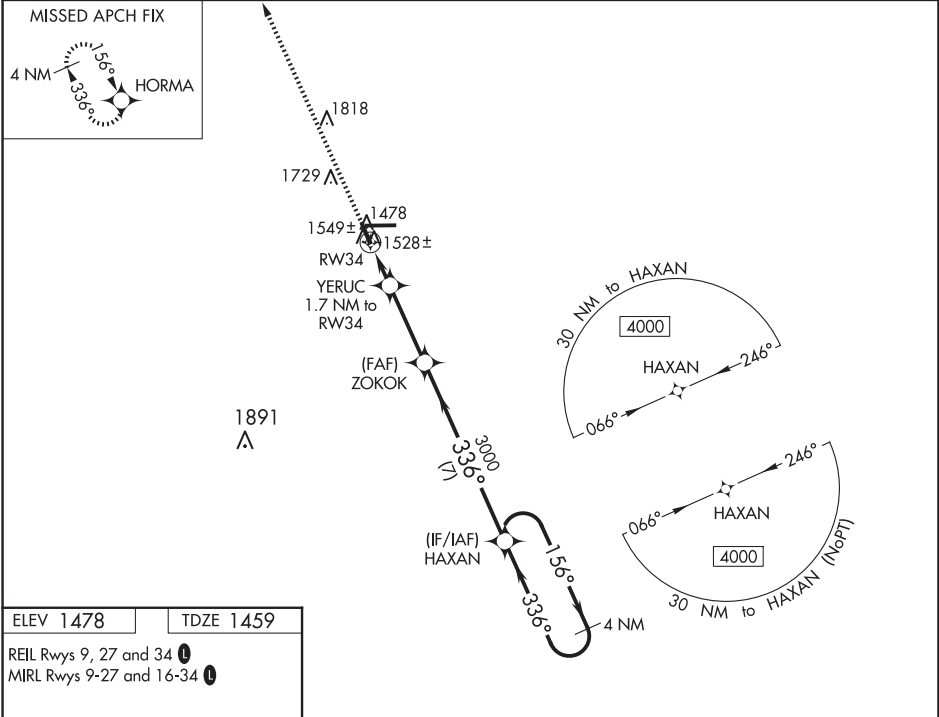 MISSED APCH FIX
4 NM
156°
336°
HORMA
1818
1729
1478
1549±
1528±
RW34
YERUC
1.7 NM to
RW34
(FAF)
ZOKOK
1891
3000
336°
(7)
(IF/IAF)
HAXAN
156°
336°
4 NM
30 NM to HAXAN
4000
HAXAN
246°
066°
246°
066°
HAXAN
4000
30 NM to HAXAN (NoPT)
ELEV 1478
TDZE 1459
REIL Rwys 9, 27 and 34 L
MIRL Rwys 9-27 and 16-34 L